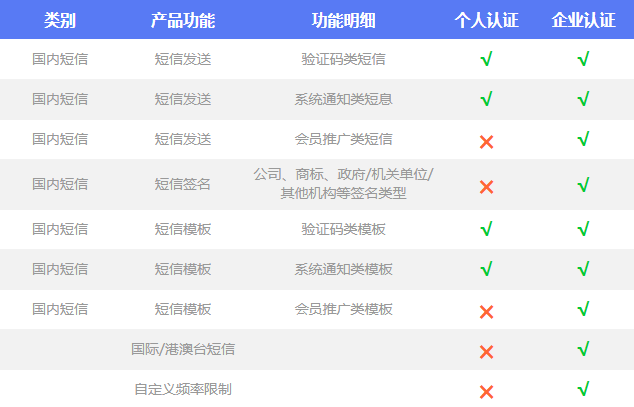 类别 产品功能 功能明细 个人认证 企业认证
国内短信 短信发送 验证码类短信 √ √
国内短信 短信发送 系统通知类短息 √ √
国内短信 短信发送 会员推广类短信 × √
国内短信 短信签名 公司、商标、政府/机关单位/ × √
其他机构等签名类型
国内短信 短信模板 验证码类模板 √ √
国内短信 短信模板 系统通知类模板 √ √
国内短信 短信模板 会员推广类模板 × √
国际/港澳台短信 × √
自定义频率限制 × √